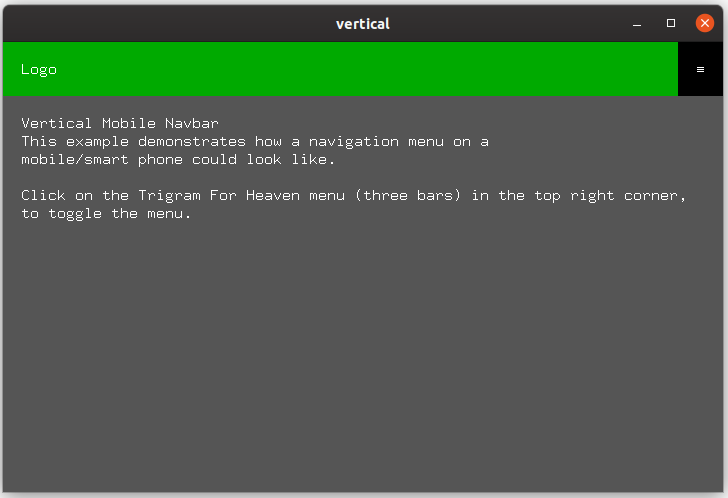 vertical
Logo ≡
Vertical Mobile Navbar
This example demonstrates how a navigation menu on a
mobile/smart phone could look like.
Click on the Trigram For Heaven menu (three bars) in the top right corner,
to toggle the menu.